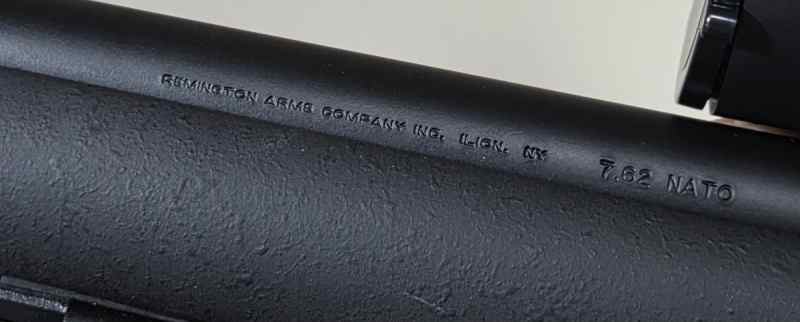 REMINGTON ARMS COMPANY INC. ILION, NY 7.62 NATO